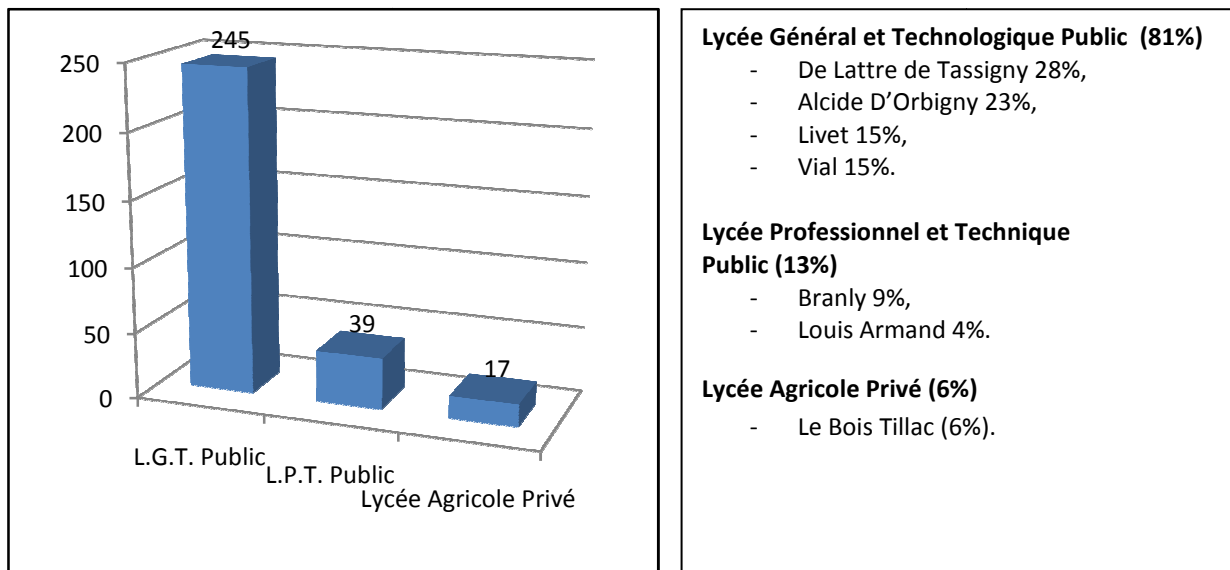 245
250
200
150
100
50
0
39
17
L.G.T. Public
L.P.T. Public
Lycée Agricole Privé
Lycée Général et Technologique Public (81%)
- De Lattre de Tassigny 28%,
- Alcide D'Orbigny 23%,
- Livet 15%,
- Vial 15%.
Lycée Professionnel et Technique
Public (13%)
- Branly 9%,
- Louis Armand 4%.
Lycée Agricole Privé (6%)
- Le Bois Tillac (6%).